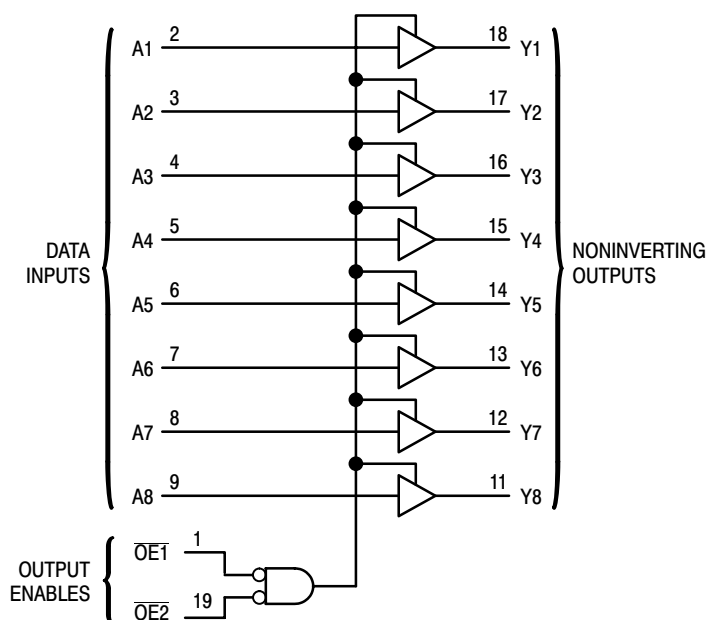 A1 2 18 Y1
A2 3 17 Y2
A3 4 16 Y3
A4 5 15 Y4
DATA
INPUTS
NONINVERTING
OUTPUTS
A5 6 14 Y5
A6 7 13 Y6
A7 8 12 Y7
A8 9 11 Y8
OUTPUT
ENABLES
O̅E̅1̅ 1
O̅E̅2̅ 19